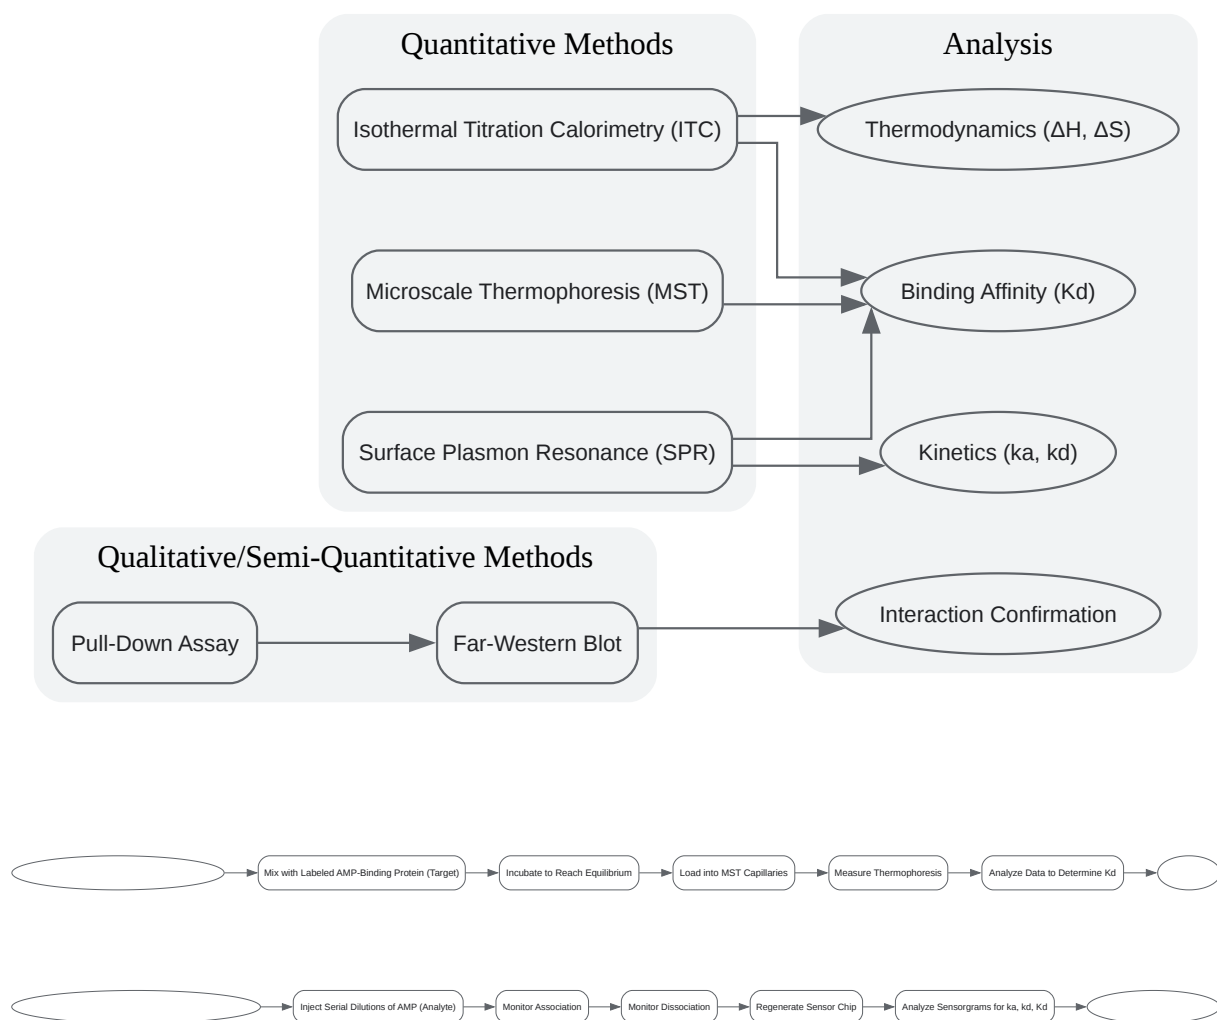 Quantitative Methods
Analysis
Isothermal Titration Calorimetry (ITC)
Thermodynamics (ΔH, ΔS)
Microscale Thermophoresis (MST)
Binding Affinity (Kd)
Surface Plasmon Resonance (SPR)
Kinetics (ka, kd)
Qualitative/Semi-Quantitative Methods
Pull-Down Assay
Far-Western Blot
Interaction Confirmation
Mix with Labeled AMP-Binding Protein (Target)
Incubate to Reach Equilibrium
Load into MST Capillaries
Measure Thermophoresis
Analyze Data to Determine Kd
Inject Serial Dilutions of AMP (Analyte)
Monitor Association
Monitor Dissociation
Regenerate Sensor Chip
Analyze Sensorgrams for ka, kd, Kd